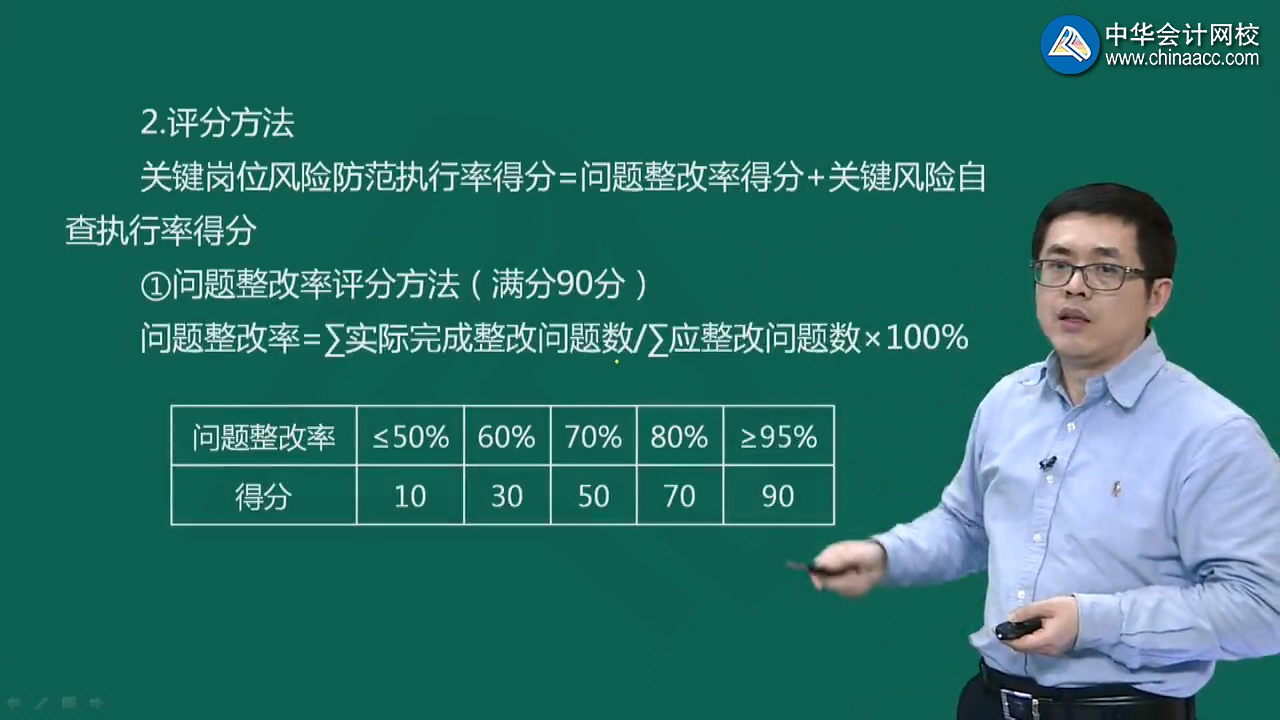 中华会计网校
www.chinaacc.com
2.评分方法
关键岗位风险防范执行率得分=问题整改率得分+关键风险自
查执行率得分
①问题整改率评分方法（满分90分）
问题整改率=∑实际完成整改问题数/∑应整改问题数×100%
问题整改率 ≤50% 60% 70% 80% ≥95%
得分 10 30 50 70 90